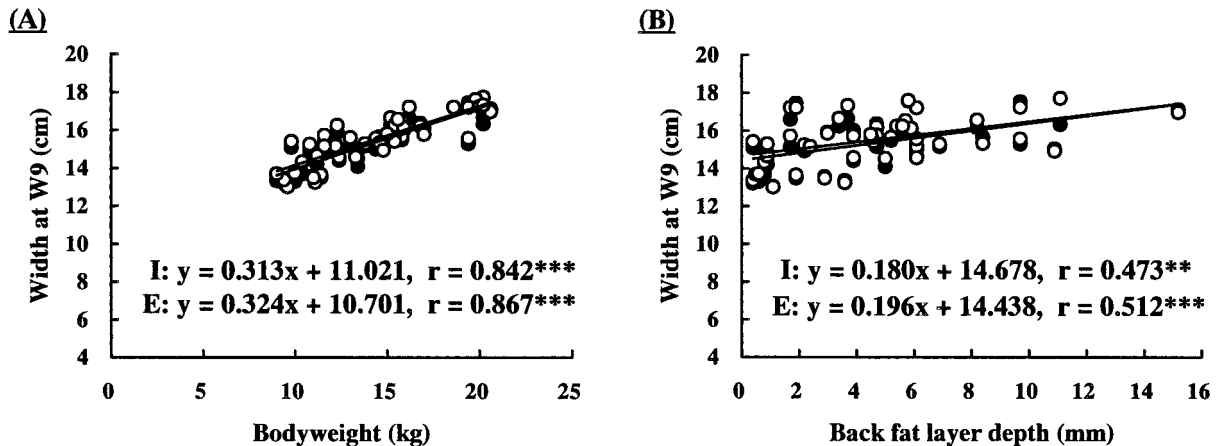 (A)
Width at W9 (cm)
20
18
16
14
12
10
8
6
4
I: y = 0.313x + 11.021, r = 0.842***
E: y = 0.324x + 10.701, r = 0.867***
0 5 10 15 20 25
Bodyweight (kg)
(B)
Width at W9 (cm)
20
18
16
14
12
10
8
6
4
I: y = 0.180x + 14.678, r = 0.473**
E: y = 0.196x + 14.438, r = 0.512***
0 2 4 6 8 10 12 14 16
Back fat layer depth (mm)